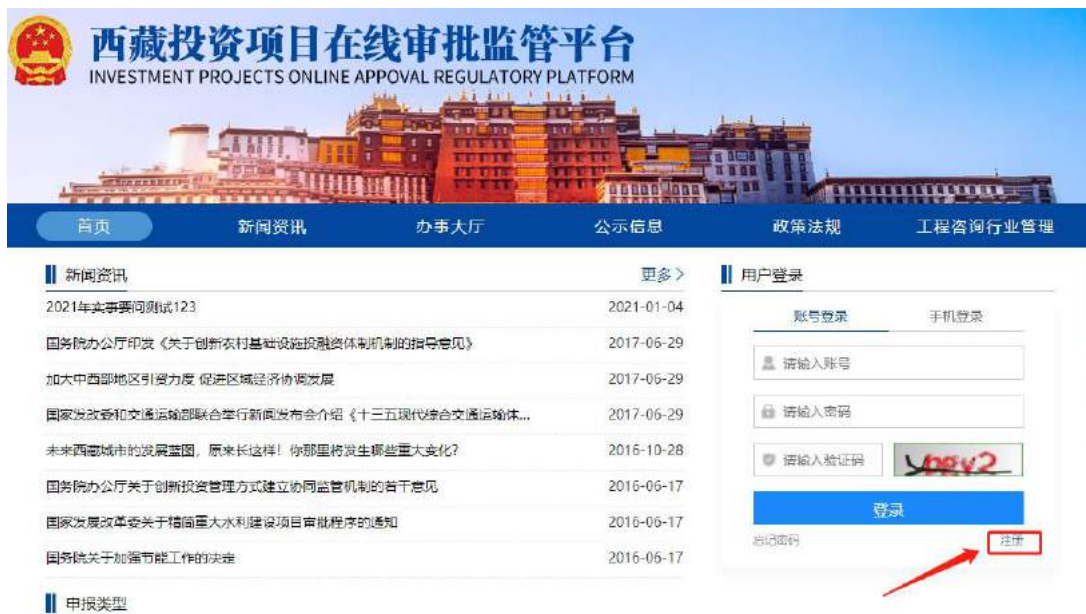 西藏投资项目在线审批监管平台
INVESTMENT PROJECTS ONLINE APPOVAL REGULATORY PLATFORM
首页 新闻资讯 办事大厅 公示信息 政策法规 工程咨询行业管理
新闻资讯 更多>
2021年实事要问测试123 2021-01-04
国务院办公厅印发《关于创新农村基础设施投融资体制机制的指导意见》 2017-06-29
加大中西部地区引资力度 促进区域经济协调发展 2017-06-29
国家发改委和交通运输部联合举行新闻发布会介绍《十三五现代综合交通运输体... 2017-06-29
未来西藏城市的发展蓝图，原来长这样！你那里将发生哪些重大变化？ 2016-10-28
国务院办公厅关于创新投资管理方式建立协同监管机制的若干意见 2016-06-17
国家发展改革委关于精简重大水利建设项目审批程序的通知 2016-06-17
国务院关于加强节能工作的决定 2016-06-17
申报类型
用户登录
账号登录 手机登录
请输入账号
请输入密码
请输入验证码
登录
忘记密码 注册